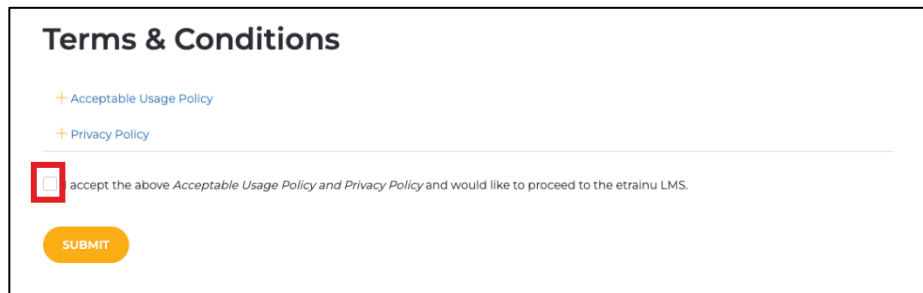 Terms & Conditions
+ Acceptable Usage Policy
+ Privacy Policy
I accept the above Acceptable Usage Policy and Privacy Policy and would like to proceed to the etrainu LMS.
SUBMIT